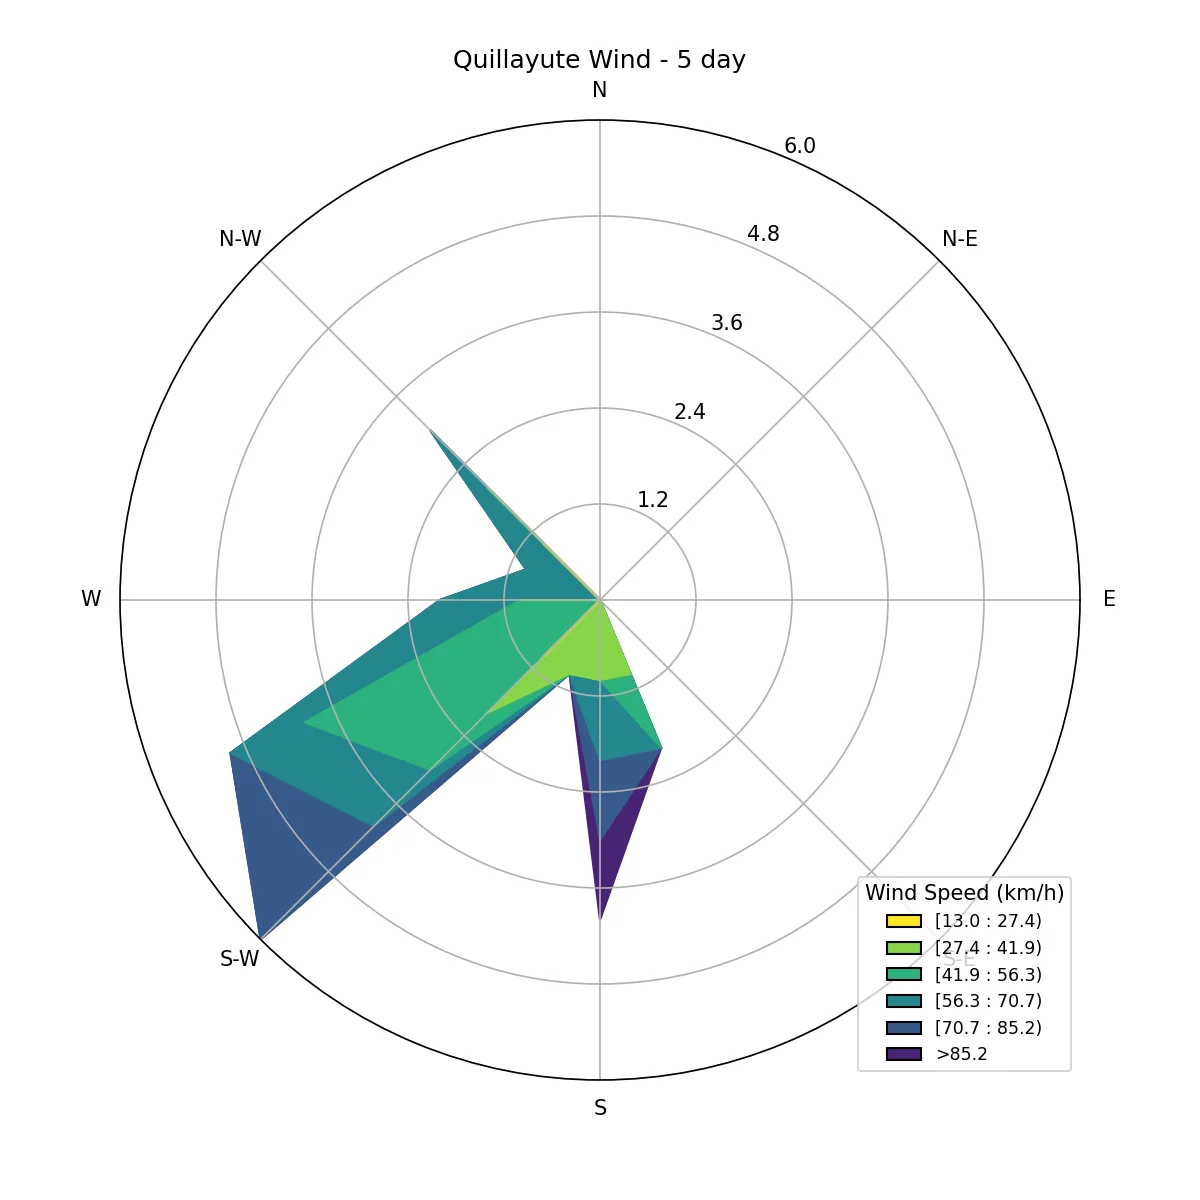 Quillayute Wind - 5 day
N
6.0
N-W
4.8
N-E
3.6
2.4
1.2
W
E
S-W
S-E
S
Wind Speed (km/h)
[13.0 : 27.4)
[27.4 : 41.9)
[41.9 : 56.3)
[56.3 : 70.7)
[70.7 : 85.2)
>85.2